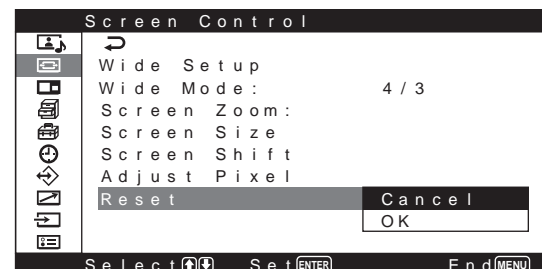 Screen Control
Wide Setup
Wide Mode: 4/3
Screen Zoom:
Screen Size
Screen Shift
Adjust Pixel
Reset Cancel
OK
Select Set ENTER End MENU